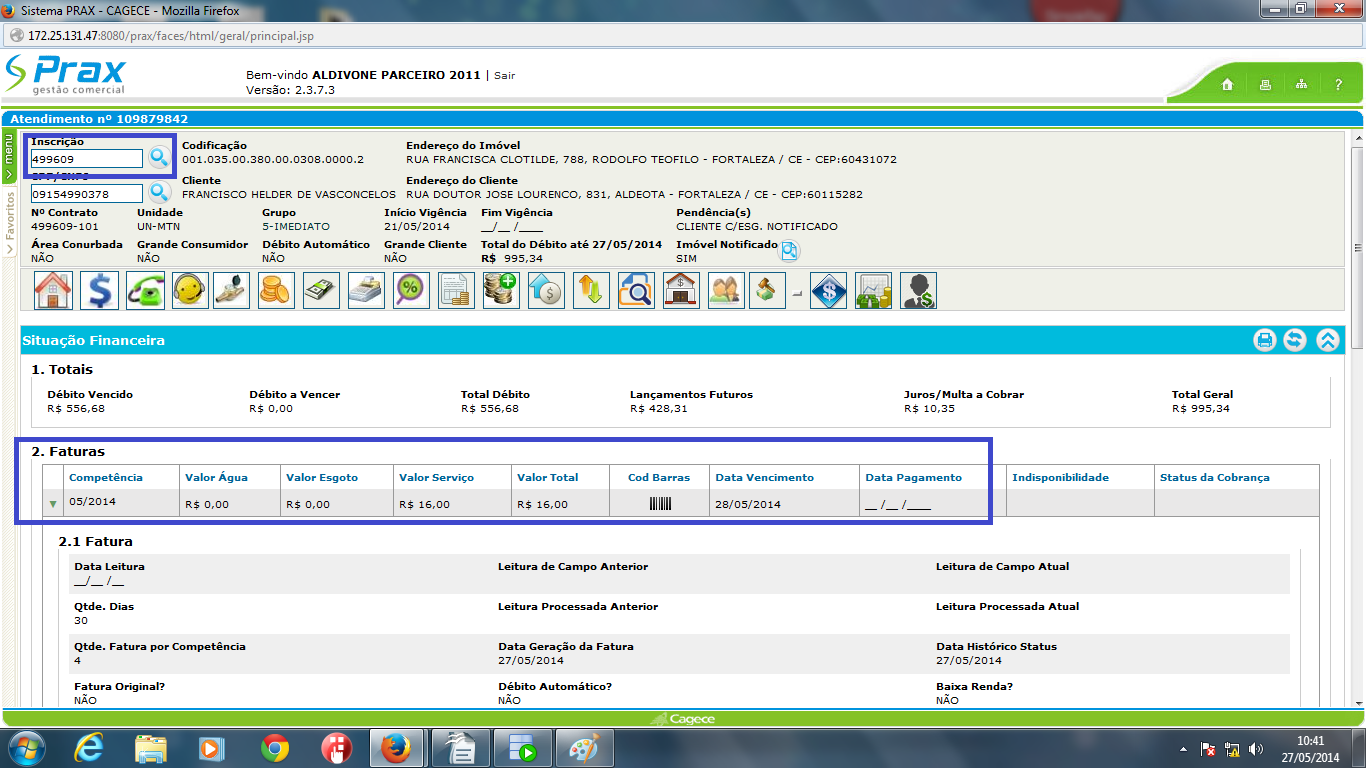 Sistema PRAX - CAGECE - Mozilla Firefox
172.25.131.47:8080/prax/faces/html/geral/principal.jsp
Prax
gestão comercial
Bem-vindo ALDIVONE PARCEIRO 2011 | Sair
Versão: 2.3.7.3
?
Atendimento nº 109879842
menu
Favoritos
Inscrição Codificação Endereço do Imóvel
499609 001.035.00.380.00.0308.0000.2 RUA FRANCISCA CLOTILDE, 788, RODOLFO TEOFILO - FORTALEZA / CE - CEP:60431072
Cliente Endereço do Cliente
09154990378 FRANCISCO HELDER DE VASCONCELOS RUA DOUTOR JOSE LOURENCO, 831, ALDEOTA - FORTALEZA / CE - CEP:60115282
Nº Contrato Unidade Grupo Início Vigência Fim Vigência Pendência(s)
499609-101 UN-MTN 5-IMEDIATO 21/05/2014 __/__ /____ CLIENTE C/ESG. NOTIFICADO
Área Conurbada Grande Consumidor Débito Automático Grande Cliente Total do Débito até 27/05/2014 Imóvel Notificado
NÃO NÃO NÃO NÃO R$ 995,34 SIM
Situação Financeira
1. Totais
Débito Vencido Débito a Vencer Total Débito Lançamentos Futuros Juros/Multa a Cobrar Total Geral
R$ 556,68 R$ 0,00 R$ 556,68 R$ 428,31 R$ 10,35 R$ 995,34
2. Faturas
Competência Valor Água Valor Esgoto Valor Serviço Valor Total Cod Barras Data Vencimento Data Pagamento Indisponibilidade Status da Cobrança
05/2014 R$ 0,00 R$ 0,00 R$ 16,00 R$ 16,00 28/05/2014 __ /__ /____
2.1 Fatura
Data Leitura Leitura de Campo Anterior Leitura de Campo Atual
__/__ /__
Qtde. Dias Leitura Processada Anterior Leitura Processada Atual
30
Qtde. Fatura por Competência Data Geração da Fatura Data Histórico Status
4 27/05/2014 27/05/2014
Fatura Original? Débito Automático? Baixa Renda?
NÃO NÃO NÃO
Cagece
10:41
27/05/2014